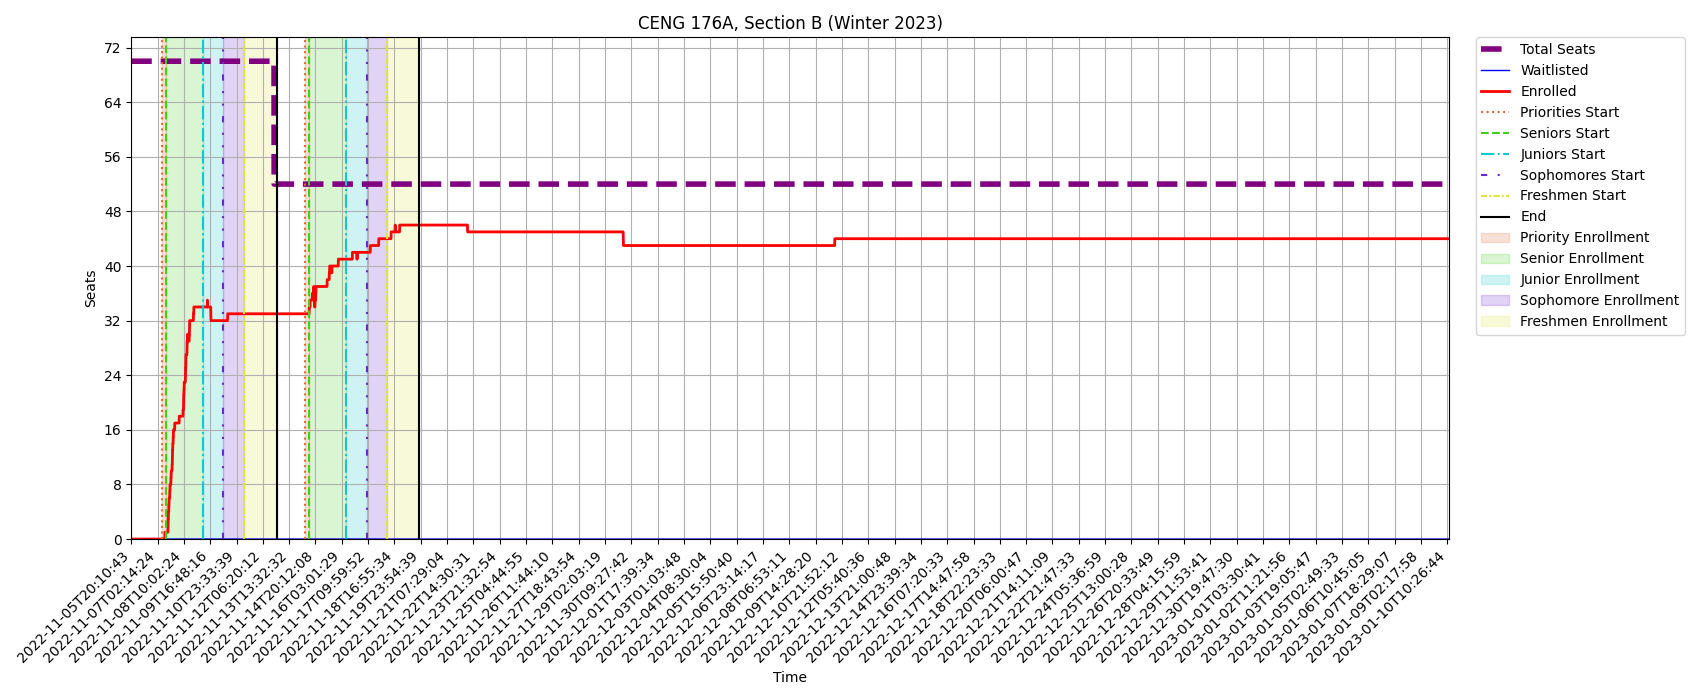 CENG 176A, Section B (Winter 2023)
72
64
56
48
40
32
24
16
8
0
Seats
2022-11-05T20:10:43
2022-11-07T02:14:24
2022-11-08T10:02:24
2022-11-09T16:48:16
2022-11-10T23:33:39
2022-11-12T06:20:12
2022-11-13T13:32:32
2022-11-14T20:12:08
2022-11-16T03:01:29
2022-11-17T09:59:52
2022-11-18T16:55:34
2022-11-19T23:54:39
2022-11-21T07:29:04
2022-11-22T14:30:31
2022-11-23T21:32:54
2022-11-25T04:44:55
2022-11-26T11:44:10
2022-11-27T18:43:54
2022-11-29T02:03:19
2022-11-30T09:27:42
2022-12-01T17:39:34
2022-12-03T01:03:48
2022-12-04T08:30:04
2022-12-05T15:50:40
2022-12-06T23:14:17
2022-12-08T06:53:11
2022-12-09T14:28:20
2022-12-10T21:52:12
2022-12-12T05:40:36
2022-12-13T21:00:48
2022-12-14T23:39:34
2022-12-16T07:20:33
2022-12-17T14:47:58
2022-12-18T22:23:33
2022-12-20T06:00:47
2022-12-21T14:11:09
2022-12-22T21:47:33
2022-12-24T05:36:59
2022-12-25T13:00:28
2022-12-26T20:33:49
2022-12-28T04:15:59
2022-12-29T11:53:41
2022-12-30T19:47:30
2023-01-01T03:30:41
2023-01-02T11:21:56
2023-01-03T19:05:47
2023-01-05T02:49:33
2023-01-06T10:45:05
2023-01-07T18:29:07
2023-01-09T02:17:58
2023-01-10T10:26:44
Time
Total Seats
Waitlisted
Enrolled
Priorities Start
Seniors Start
Juniors Start
Sophomores Start
Freshmen Start
End
Priority Enrollment
Senior Enrollment
Junior Enrollment
Sophomore Enrollment
Freshmen Enrollment